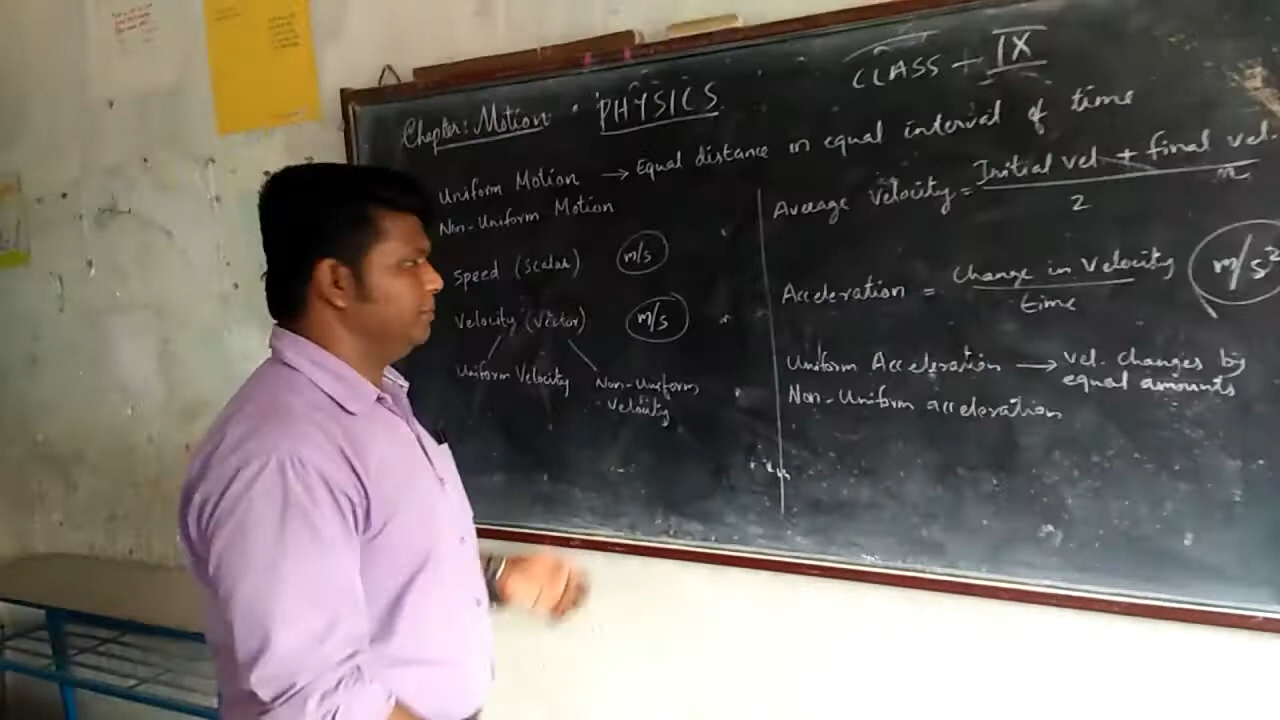 CLASS - IX
Chapter: Motion PHYSICS
Uniform Motion → Equal distance in equal interval of time
Non-Uniform Motion
Speed (Scalar) m/s
Velocity (Vector) m/s
Uniform Velocity
Non-Uniform
Velocity
Average Velocity = Initial vel + final vel.
2
Acceleration = Change in Velocity
time
m/s²
Uniform Acceleration → vel. changes by
equal amounts
Non-Uniform acceleration